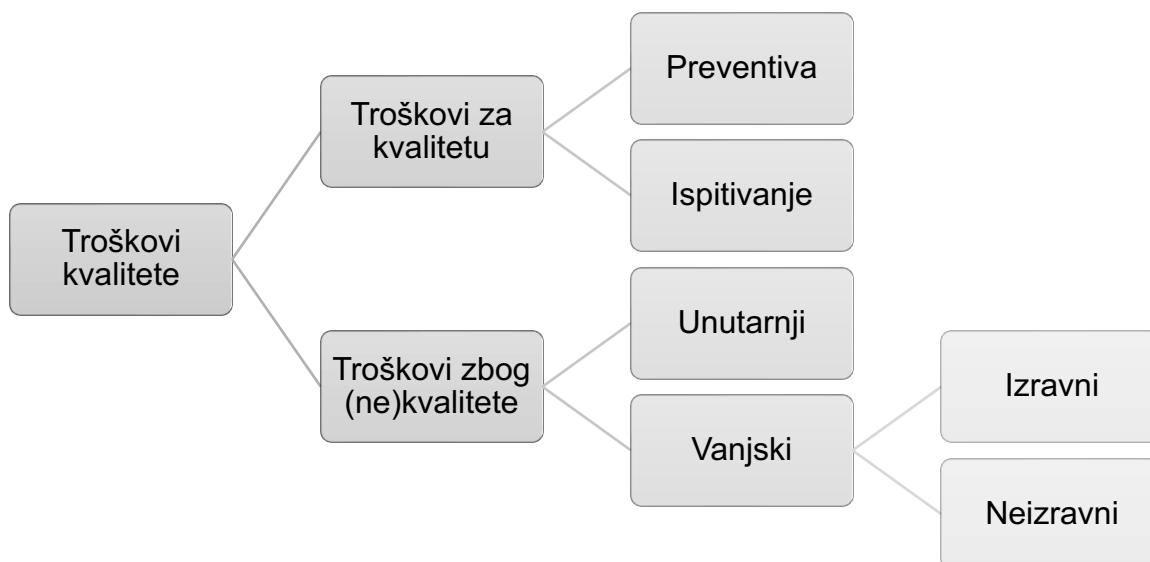 Troškovi
kvalitete
Troškovi za
kvalitetu
Preventiva
Ispitivanje
Troškovi zbog
(ne)kvalitete
Unutarnji
Vanjski
Izravni
Neizravni